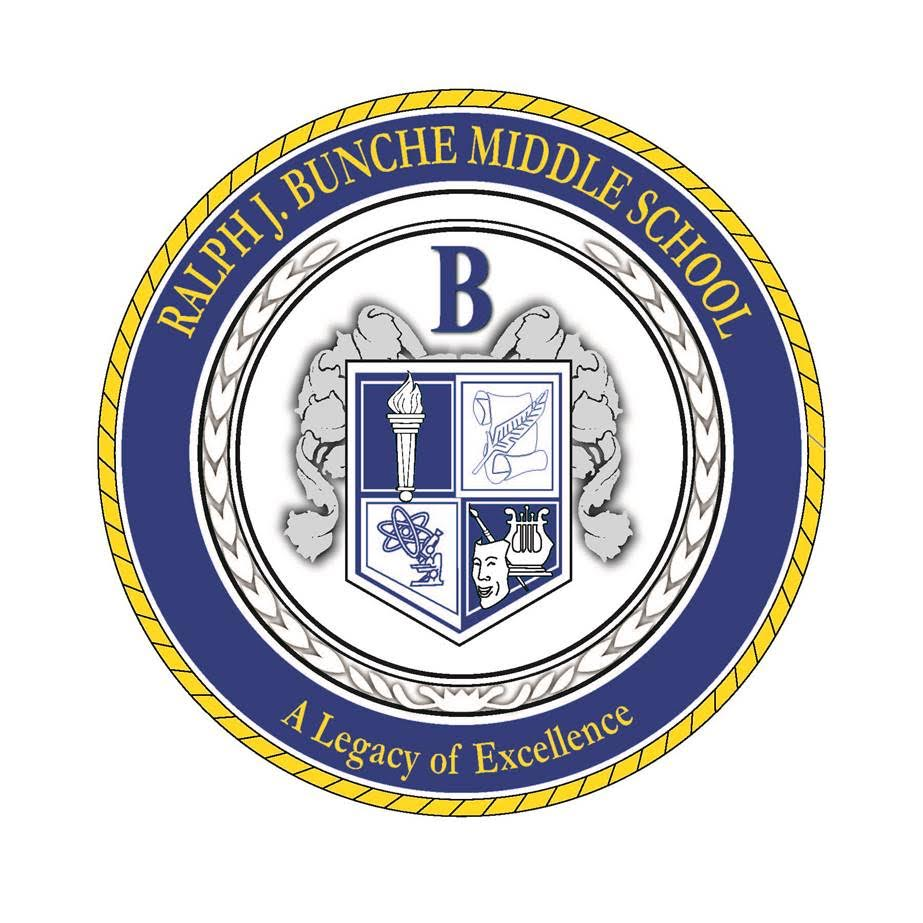 RALPH J. BUNCHE MIDDLE SCHOOL
B
A Legacy of Excellence